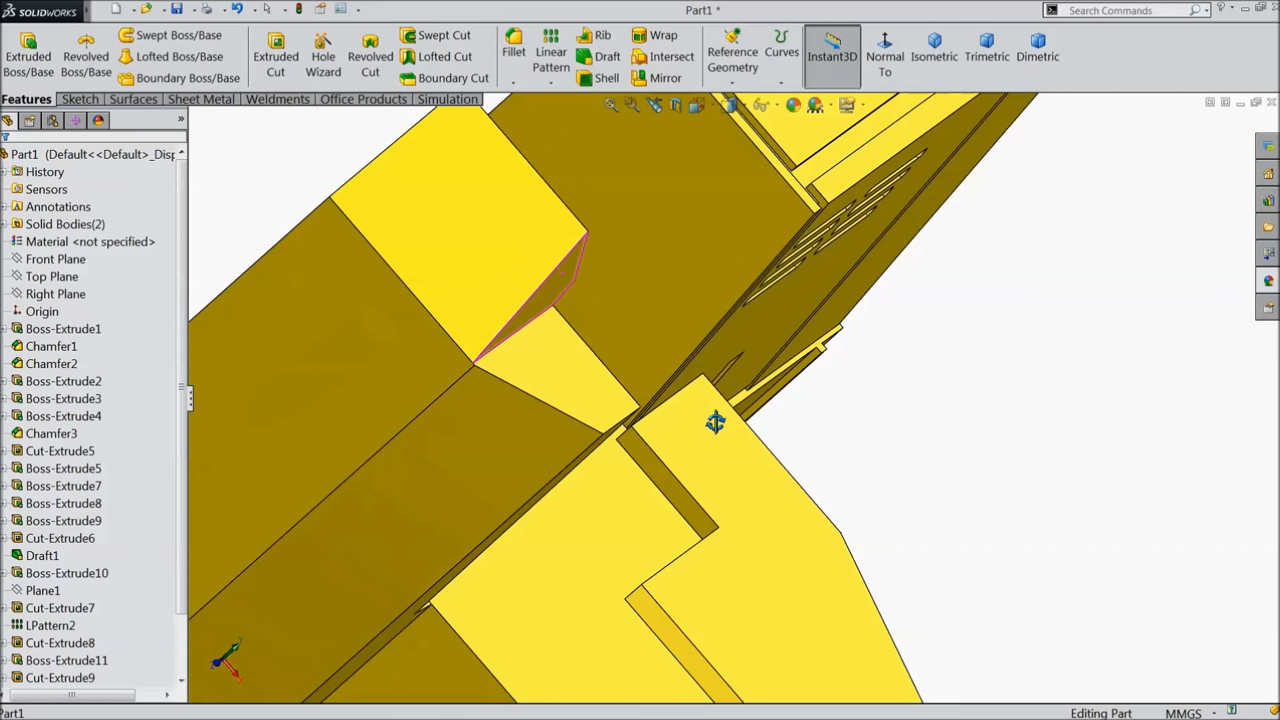 SOLIDWORKS
Part1 *
Search Commands
Extruded Boss/Base
Revolved Boss/Base
Swept Boss/Base
Lofted Boss/Base
Boundary Boss/Base
Extruded Cut
Hole Wizard
Revolved Cut
Swept Cut
Lofted Cut
Boundary Cut
Fillet
Linear Pattern
Rib
Draft
Shell
Wrap
Intersect
Mirror
Reference Geometry
Curves
Instant3D
Normal To
Isometric
Trimetric
Dimetric
Features
Sketch
Surfaces
Sheet Metal
Weldments
Office Products
Simulation
Part1 (Default<<Default>_Disp
History
Sensors
Annotations
Solid Bodies(2)
Material <not specified>
Front Plane
Top Plane
Right Plane
Origin
Boss-Extrude1
Chamfer1
Chamfer2
Boss-Extrude2
Boss-Extrude3
Boss-Extrude4
Chamfer3
Cut-Extrude5
Boss-Extrude5
Boss-Extrude7
Boss-Extrude8
Boss-Extrude9
Cut-Extrude6
Draft1
Boss-Extrude10
Plane1
Cut-Extrude7
LPattern2
Cut-Extrude8
Boss-Extrude11
Cut-Extrude9
Part1
Editing Part
MMGS